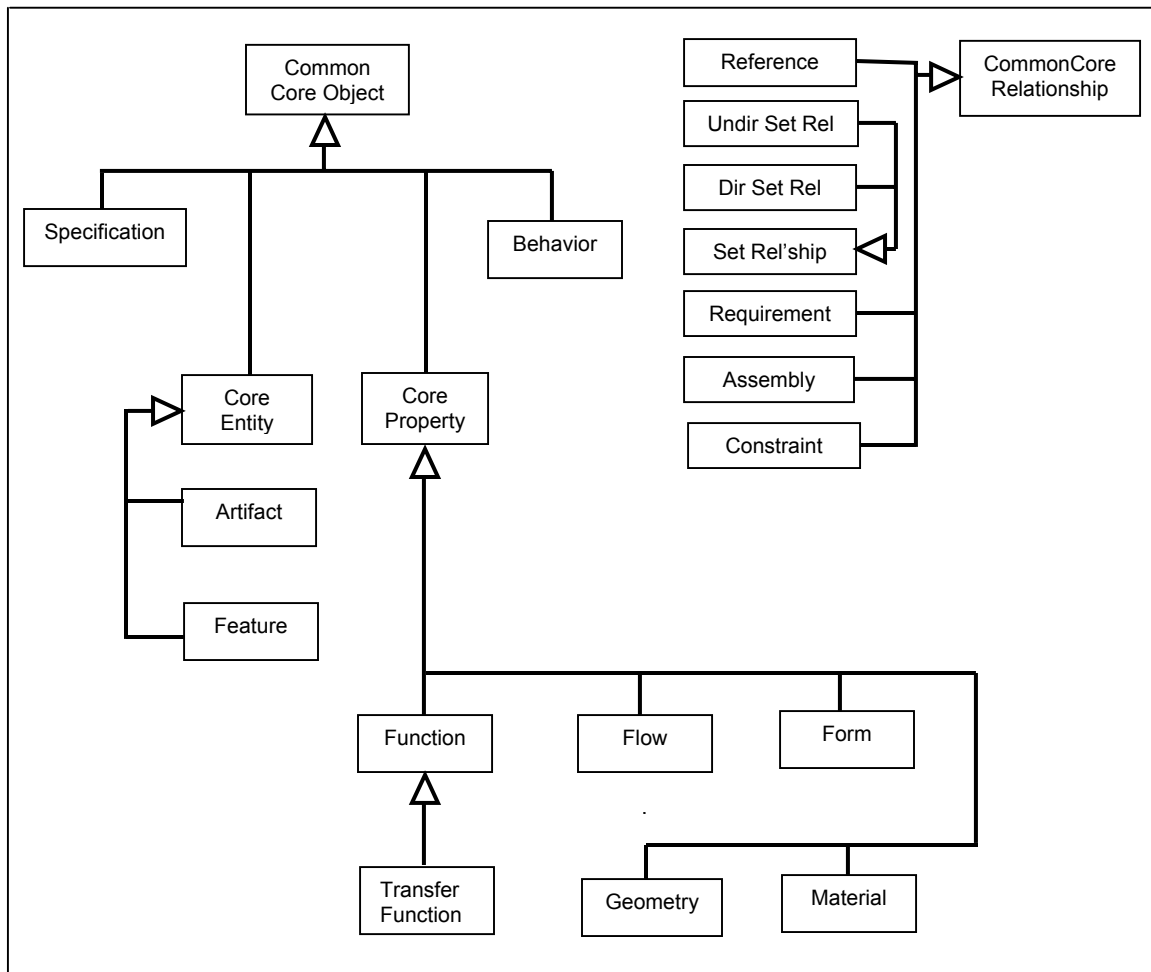 Common
Core Object
Reference
CommonCore
Relationship
Undir Set Rel
Dir Set Rel
Specification
Behavior
Set Rel’ship
Requirement
Core
Entity
Core
Property
Assembly
Constraint
Artifact
Feature
Function
Flow
Form
.
Transfer
Function
Geometry
Material